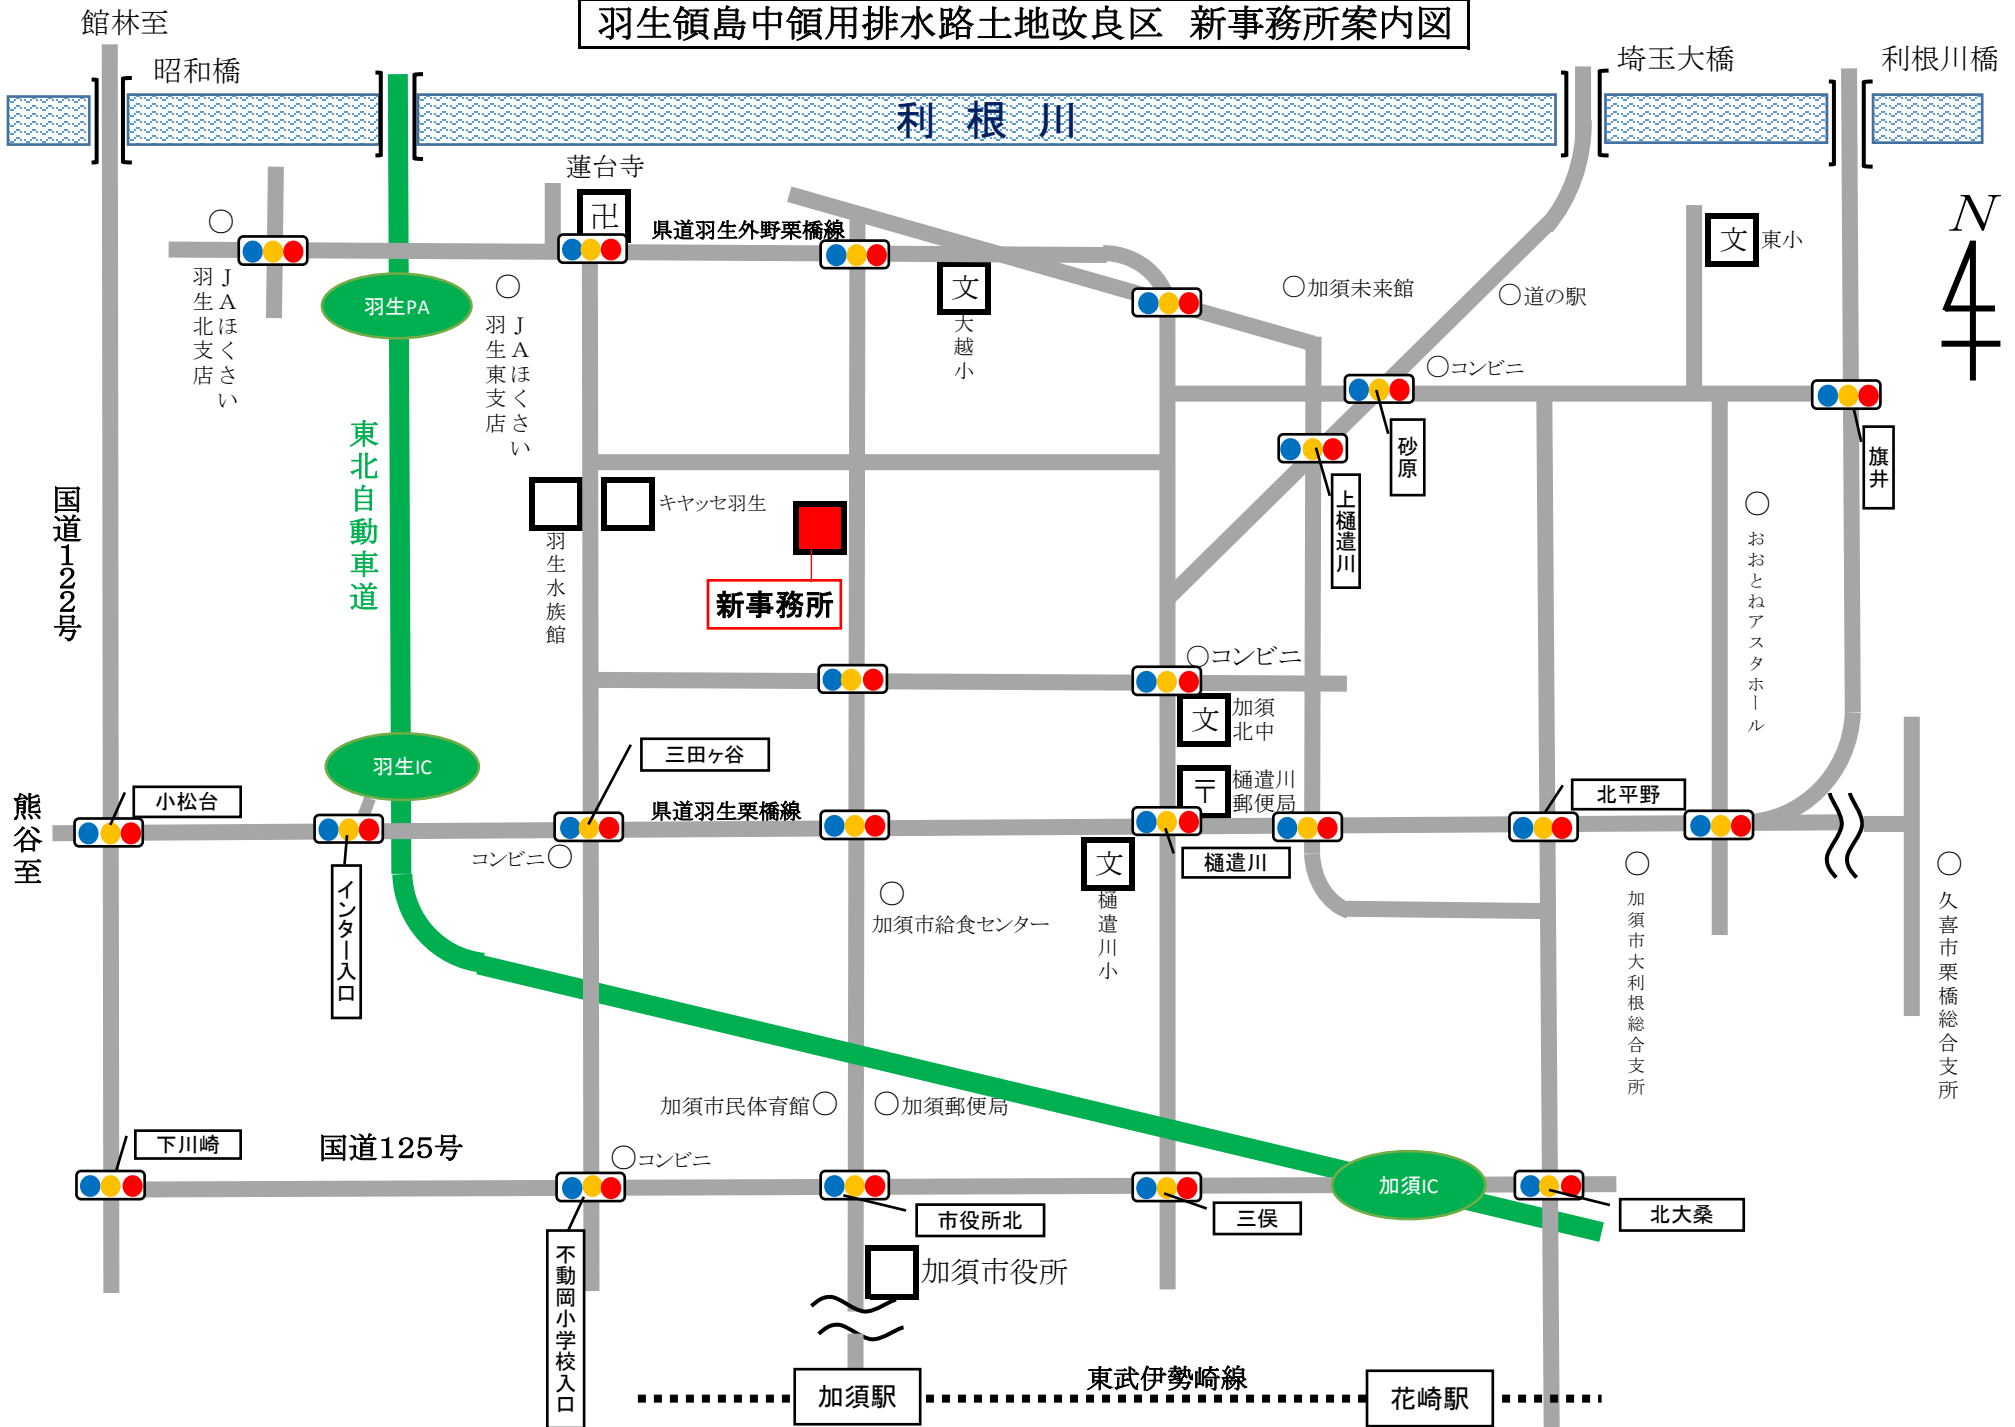 羽生領島中領用排水路土地改良区　新事務所案内図
館林至
昭和橋
埼玉大橋
利根川橋
利根川
蓮台寺
卍
県道羽生外野栗橋線
N
文
東小
羽生PA
JAほくさい
羽生北支店
JAほくさい
羽生東支店
文
大越小
加須未来館
道の駅
コンビニ
砂原
旗井
上樋遣川
東北自動車道
国道122号
キヤッセ羽生
羽生水族館
新事務所
おおとねアスタホール
コンビニ
文
加須
北中
羽生IC
三田ヶ谷
〒
樋遣川
郵便局
北平野
小松台
熊谷至
県道羽生栗橋線
コンビニ
インター入口
文
樋遣川
樋遣川小
加須市給食センター
加須市大利根総合支所
久喜市栗橋総合支所
加須市民体育館
加須郵便局
下川崎
国道125号
コンビニ
加須IC
市役所北
三俣
北大桑
不動岡小学校入口
加須市役所
東武伊勢崎線
加須駅
花崎駅